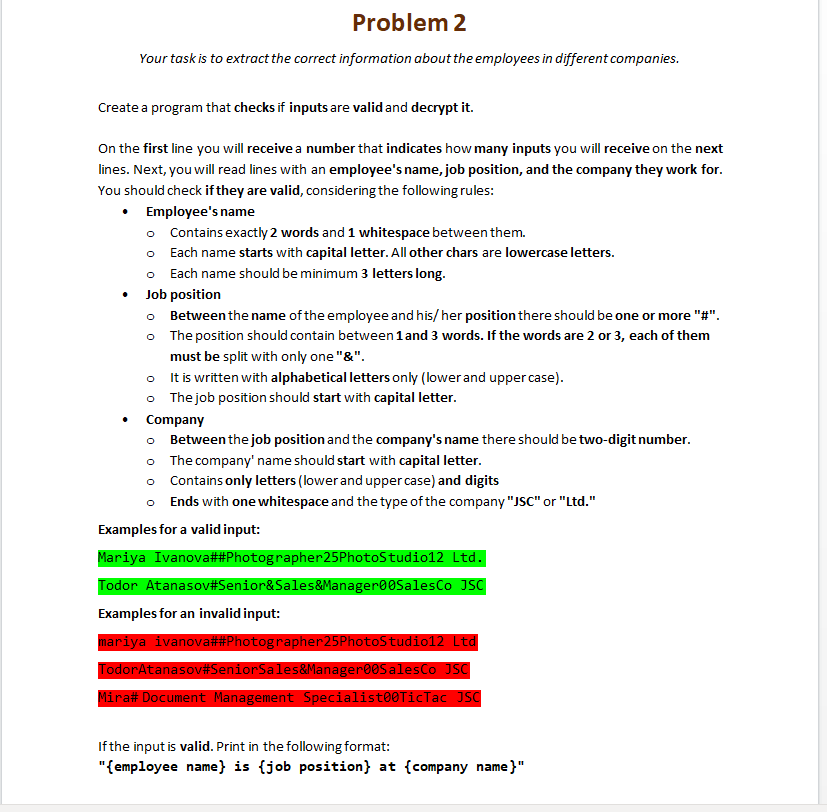 Problem 2
Your task is to extract the correct information about the employees in different companies.
Create a program that checks if inputs are valid and decrypt it.
On the first line you will receive a number that indicates how many inputs you will receive on the next
lines. Next, you will read lines with an employee's name, job position, and the company they work for.
You should check if they are valid, considering the following rules:
• Employee's name
o Contains exactly 2 words and 1 whitespace between them.
o Each name starts with capital letter. All other chars are lowercase letters.
o Each name should be minimum 3 letters long.
• Job position
o Between the name of the employee and his/ her position there should be one or more "#".
o The position should contain between 1 and 3 words. If the words are 2 or 3, each of them
must be split with only one "&".
o It is written with alphabetical letters only (lower and upper case).
o The job position should start with capital letter.
• Company
o Between the job position and the company's name there should be two-digit number.
o The company' name should start with capital letter.
o Contains only letters (lower and upper case) and digits
o Ends with one whitespace and the type of the company "JSC" or "Ltd."
Examples for a valid input:
Mariya Ivanova##Photographer25PhotoStudio12 Ltd.
Todor Atanasov#Senior&Sales&Manager00SalesCo JSC
Examples for an invalid input:
mariya ivanova##Photographer25PhotoStudio12 Ltd
TodorAtanasov#SeniorSales&Manager00SalesCo JSC
Mira# Document Management Specialist00TicTac JSC
If the input is valid. Print in the following format:
"{employee name} is {job position} at {company name}"